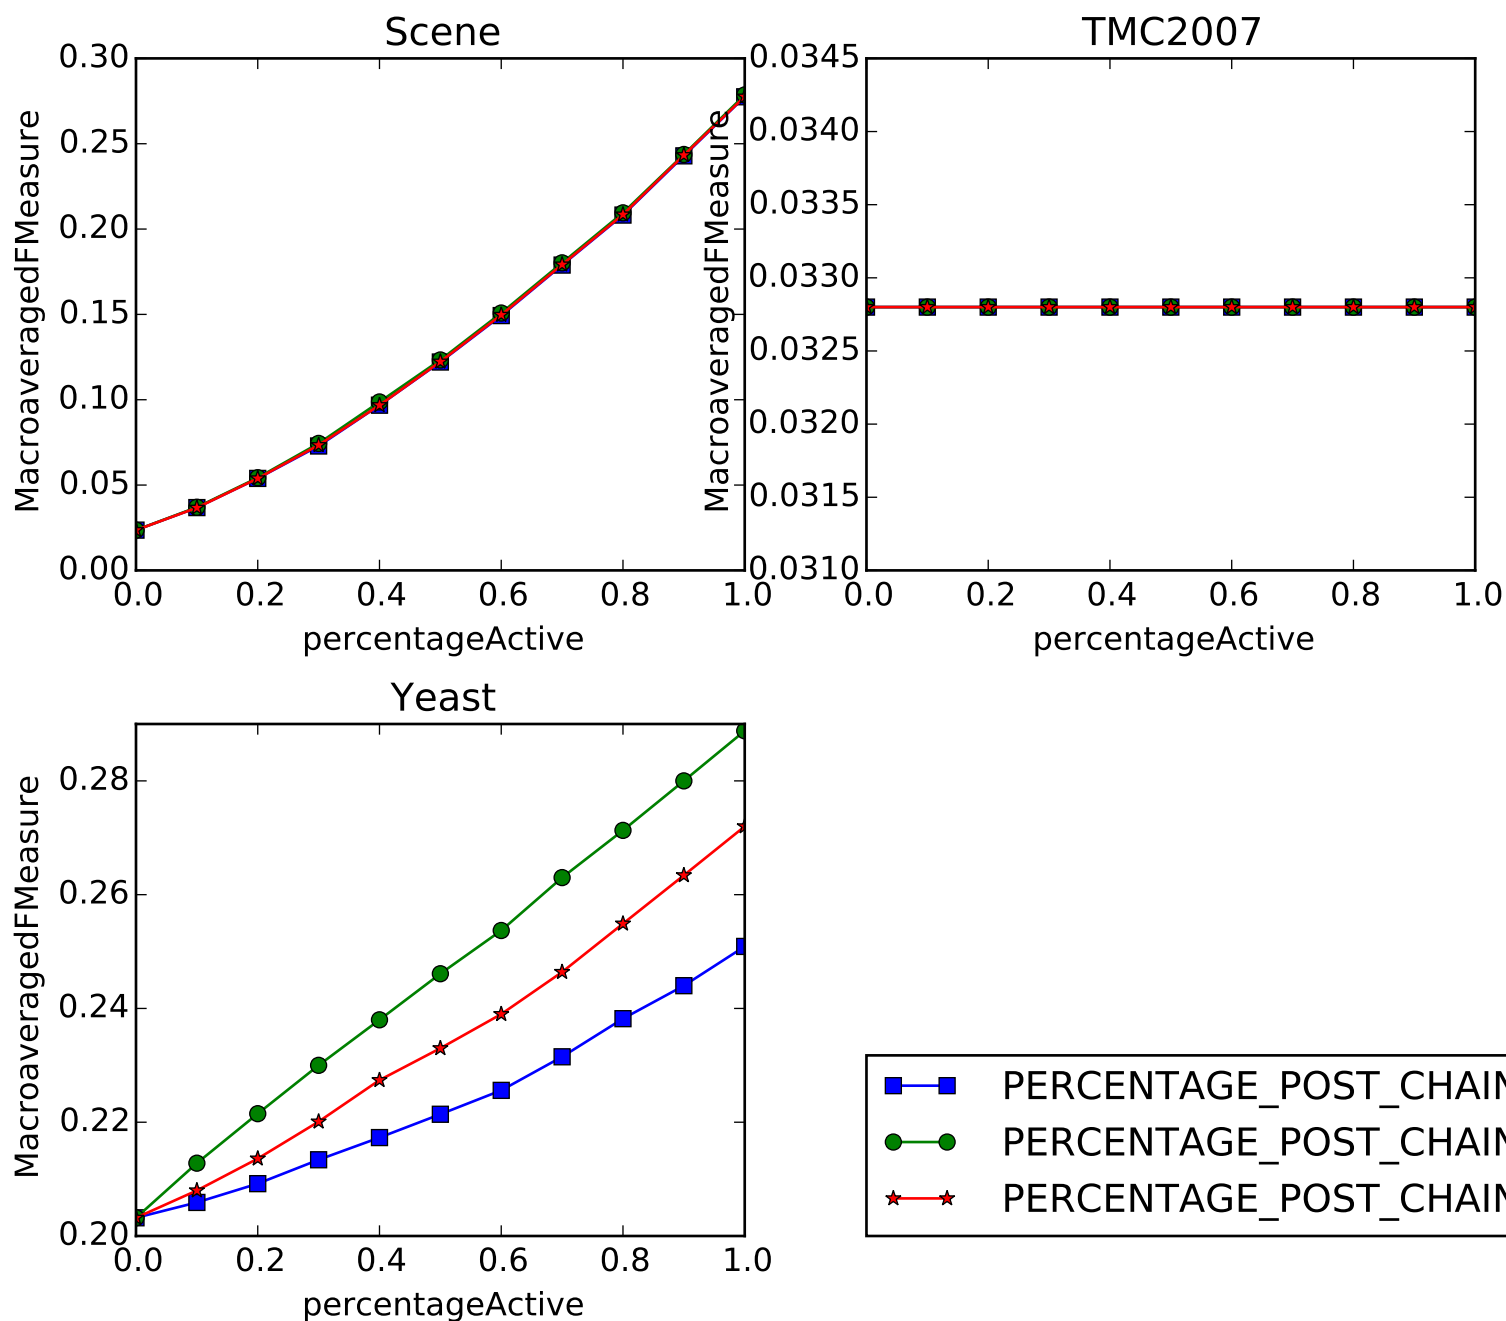 Scene
0.30
0.25
0.20
0.15
0.10
0.05
0.00
MacroaveragedFMeasure
0.0 0.2 0.4 0.6 0.8 1.0
percentageActive
TMC2007
0.0345
0.0340
0.0335
0.0330
0.0325
0.0320
0.0315
0.0310
MacroaveragedFMeasure
0.0 0.2 0.4 0.6 0.8 1.0
percentageActive
Yeast
0.28
0.26
0.24
0.22
0.20
MacroaveragedFMeasure
0.0 0.2 0.4 0.6 0.8 1.0
percentageActive
PERCENTAGE_POST_CHAIN
PERCENTAGE_POST_CHAIN
PERCENTAGE_POST_CHAIN